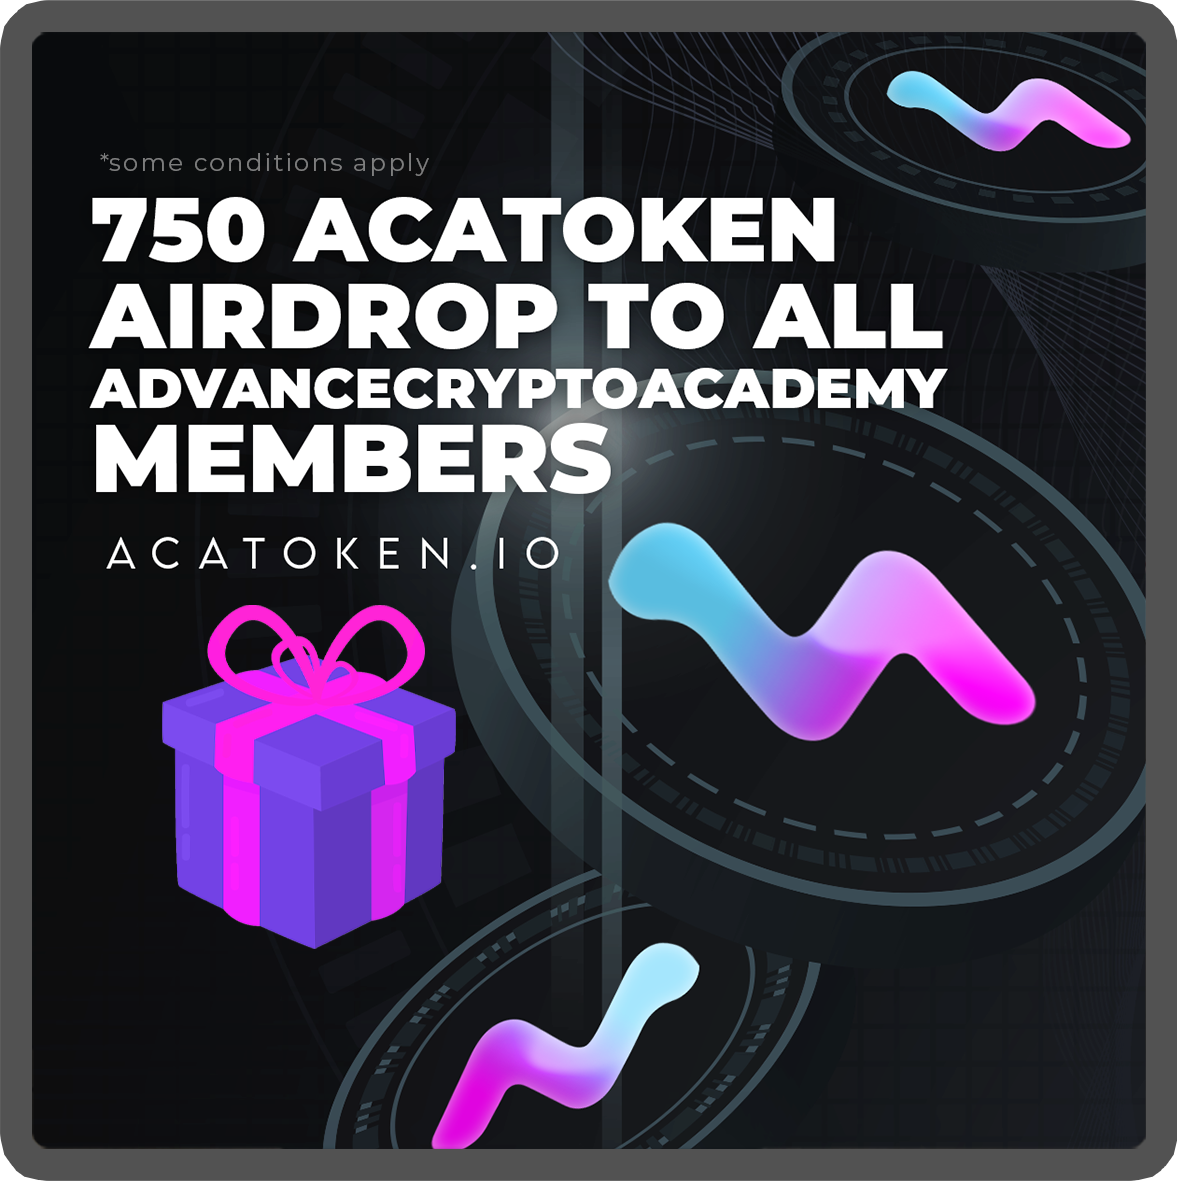 *some conditions apply
750 ACATOKEN
AIRDROP TO ALL
ADVANCECRYPTOACADEMY
MEMBERS
ACATOKEN.IO